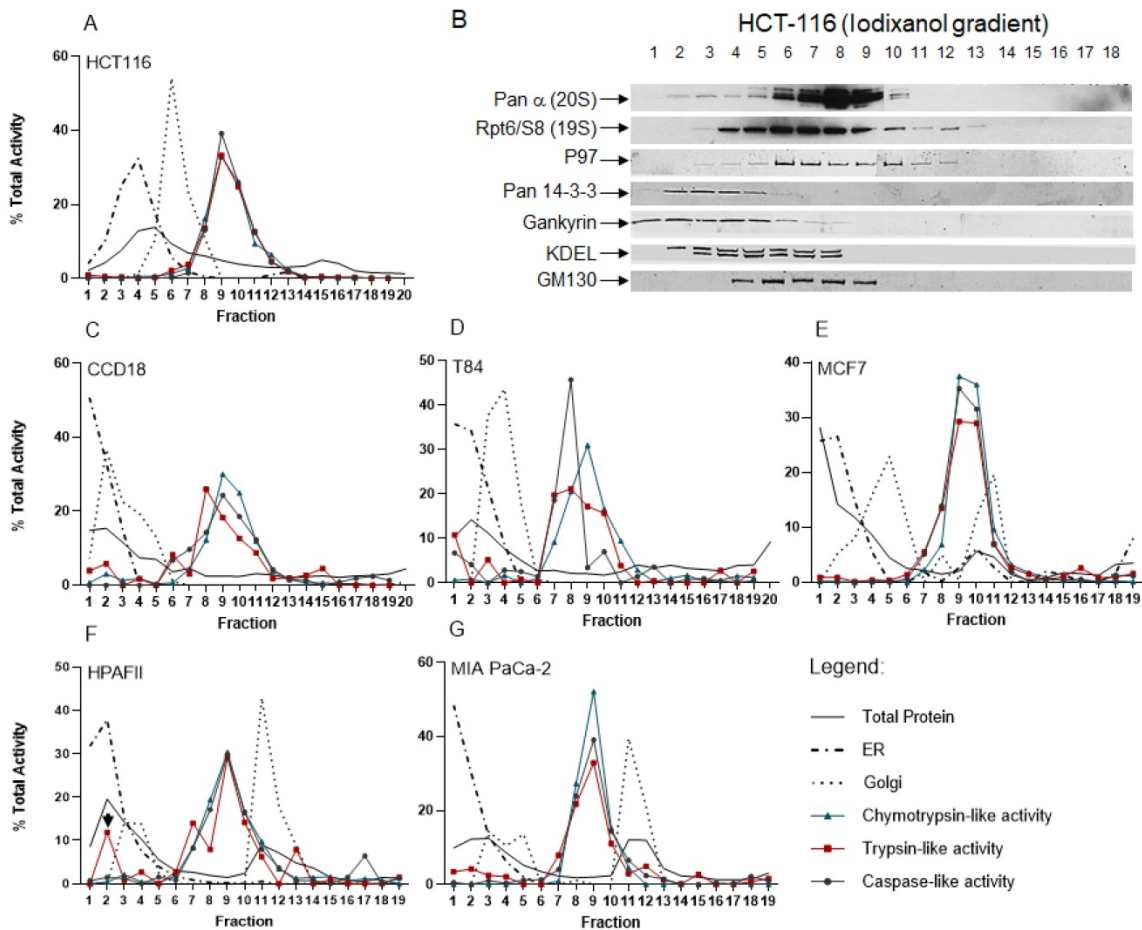 A
HCT116
60
40
20
0
% Total Activity
1 2 3 4 5 6 7 8 9 10 11 12 13 14 15 16 17 18 19 20
Fraction
B
HCT-116 (Iodixanol gradient)
1 2 3 4 5 6 7 8 9 10 11 12 13 14 15 16 17 18
Pan α (20S)
Rpt6/S8 (19S)
P97
Pan 14-3-3
Gankyrin
KDEL
GM130
C
CCD18
60
40
20
0
% Total Activity
1 2 3 4 5 6 7 8 9 10 11 12 13 14 15 16 17 18 19 20
Fraction
D
T84
50
40
30
20
10
0
1 2 3 4 5 6 7 8 9 10 11 12 13 14 15 16 17 18 19 20
Fraction
E
MCF7
40
30
20
10
0
1 2 3 4 5 6 7 8 9 10 11 12 13 14 15 16 17 18 19
Fraction
F
HPAFII
50
40
30
20
10
0
% Total Activity
1 2 3 4 5 6 7 8 9 10 11 12 13 14 15 16 17 18 19
Fraction
G
MIA PaCa-2
60
40
20
0
1 2 3 4 5 6 7 8 9 10 11 12 13 14 15 16 17 18 19
Fraction
Legend:
Total Protein
ER
Golgi
Chymotrypsin-like activity
Trypsin-like activity
Caspase-like activity